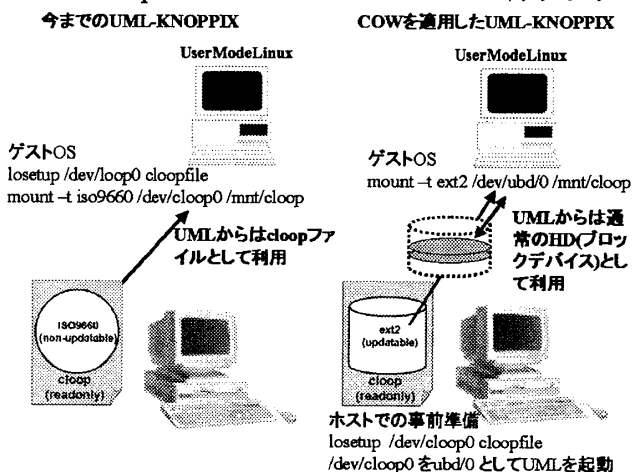 今までのUML-KNOPPIX
UserModeLinux
ゲストOS
losetup /dev/loop0 cloopfile
mount –t iso9660 /dev/cloop0 /mnt/cloop
UMLからはcloopファ
イルとして利用
ISO9660
(non-updatable)
cloop
(readonly)
COWを適用したUML-KNOPPIX
UserModeLinux
ゲストOS
mount –t ext2 /dev/ubd/0 /mnt/cloop
UMLからは通
常のHD(ブロッ
クデバイス)とし
て利用
ext2
(updatable)
cloop
(readonly)
ホストでの事前準備
losetup /dev/cloop0 cloopfile
/dev/cloop0 をubd/0 としてUMLを起動